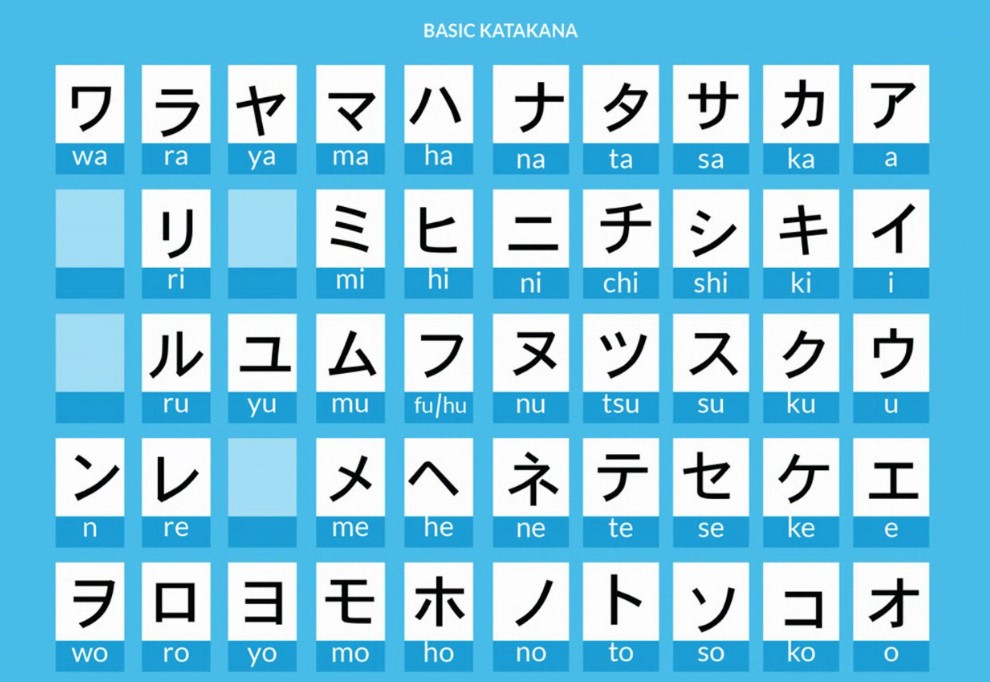 BASIC KATAKANA
ワ ラ ヤ マ ハ ナ タ サ カ ア
wa ra ya ma ha na ta sa ka a
リ ミ ヒ ニ チ シ キ イ
ri mi hi ni chi shi ki i
ル ユ ム フ ヌ ツ ス ク ウ
ru yu mu fu/hu nu tsu su ku u
ン レ メ ヘ ネ テ セ ケ エ
n re me he ne te se ke e
ヲ ロ ヨ モ ホ ノ ト ソ コ オ
wo ro yo mo ho no to so ko o